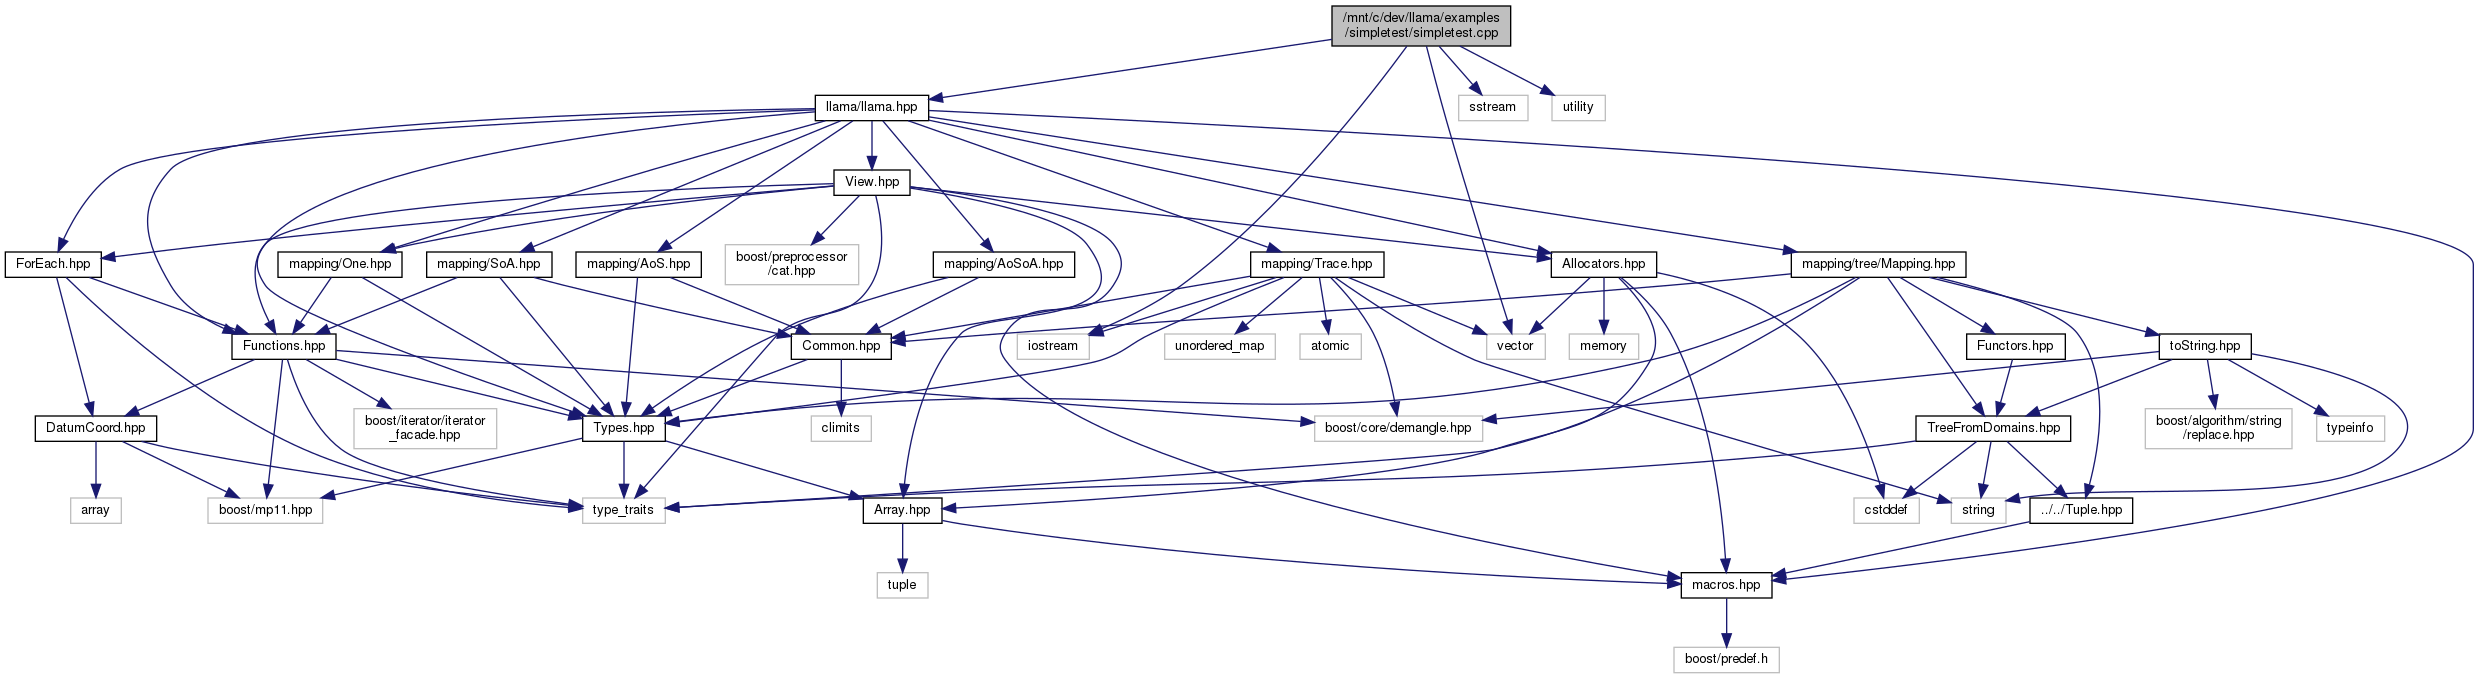 /mnt/c/dev/llama/examples
/simpletest/simpletest.cpp
llama/llama.hpp
sstream
utility
View.hpp
ForEach.hpp
mapping/One.hpp
mapping/SoA.hpp
mapping/AoS.hpp
boost/preprocessor
/cat.hpp
mapping/AoSoA.hpp
mapping/Trace.hpp
Allocators.hpp
mapping/tree/Mapping.hpp
Functions.hpp
Common.hpp
iostream
unordered_map
atomic
vector
memory
Functors.hpp
toString.hpp
DatumCoord.hpp
boost/iterator/iterator
_facade.hpp
Types.hpp
climits
boost/core/demangle.hpp
TreeFromDomains.hpp
boost/algorithm/string
/replace.hpp
typeinfo
array
boost/mp11.hpp
type_traits
Array.hpp
cstddef
string
../../Tuple.hpp
tuple
macros.hpp
boost/predef.h